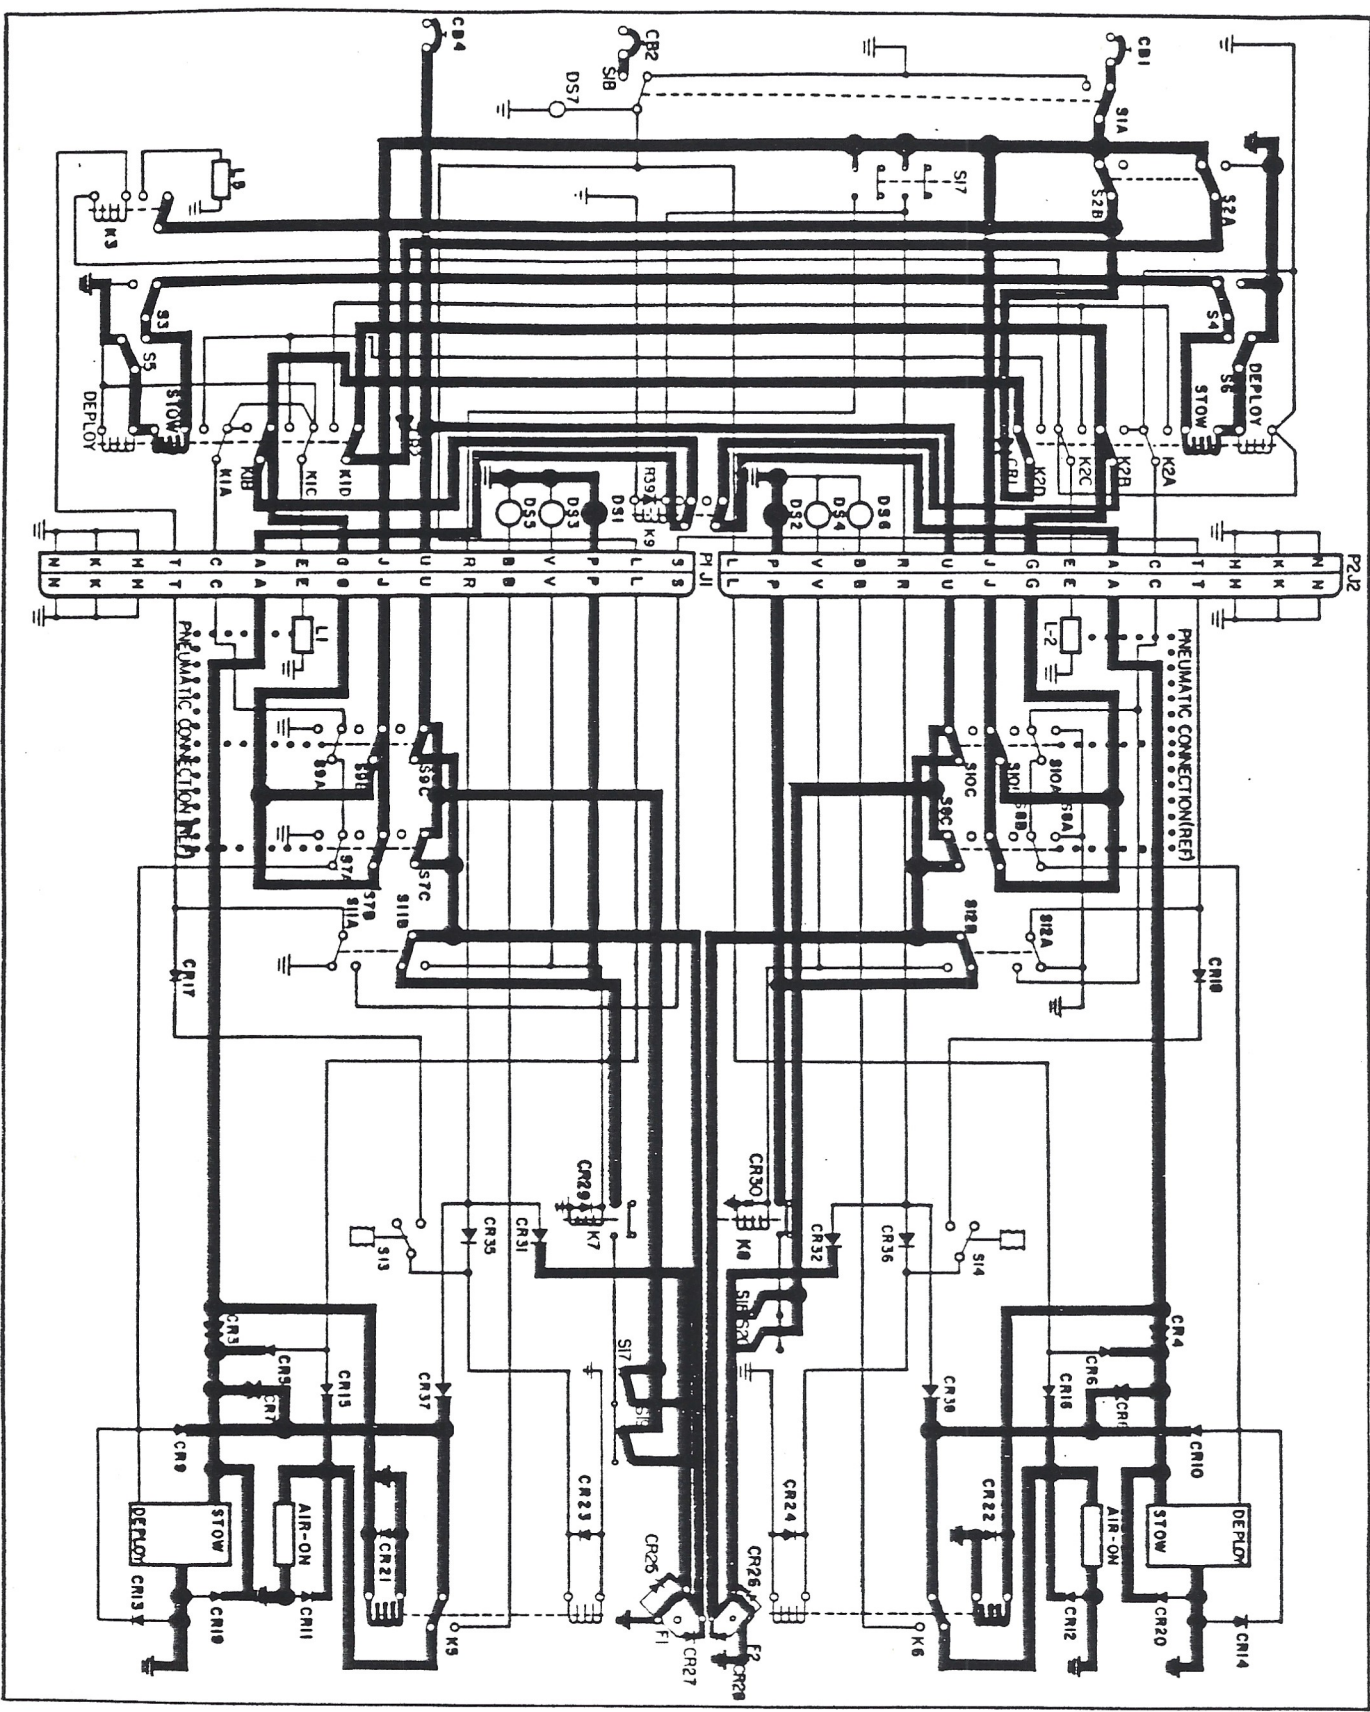 CB4
CB2
S1B
DS7
CB1
S1A
S17
S2B
S2A
L5
K3
S3
S5
STOW
DEPLOY
S4
S6
DEPLOY
STOW
K1A
K1B
K1C
K1D
K2D
K2C
K2B
K2A
R39
K9
DS5
DS3
DS1
DS2
DS4
DS6
P1
J1
P2
J2
N K H T C A E G J U R B V P L S
N K H T C A E G J U R B V P L S
L P V B R U J G E A C T H K N
L P V B R U J G E A C T H K N
L1
L-2
PNEUMATIC CONNECTION (REF)
PNEUMATIC CONNECTION(REF)
S9A
S9B
S9C
S10C
S10A
S8A
S8B
S8C
S7A
S7B
S7C
S11A
S11B
S12B
S12A
CR17
CR18
CR29
K7
CR30
K8
S13
CR35
CR31
CR32
CR36
S14
S17
S20
CR3
CR5
CR7
CR9
CR15
CR37
CR38
CR16
CR6
CR4
CR10
CR23
CR24
CR21
CR22
AIR-ON
STOW
DEPLOY
AIR-ON
STOW
DEPLOY
CR25
CR26
F1
F2
CR27
CR28
K5
K6
CR13
CR19
CR11
CR12
CR20
CR14